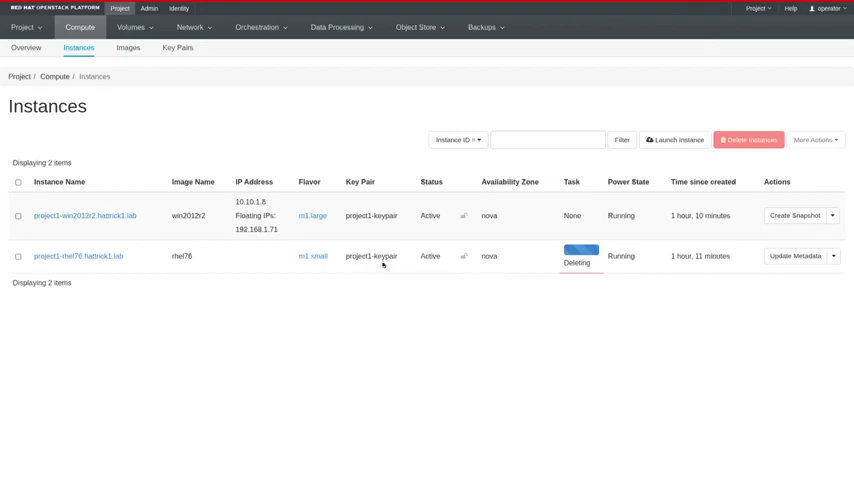 RED HAT OPENSTACK PLATFORM Project Admin Identity Project Help operator
Project Compute Volumes Network Orchestration Data Processing Object Store Backups
Overview Instances Images Key Pairs
Project / Compute / Instances
Instances
Instance ID = Filter Launch Instance Delete Instances More Actions
Displaying 2 items
Instance Name Image Name IP Address Flavor Key Pair Status Availability Zone Task Power State Time since created Actions
10.10.1.8
Floating IPs:
192.168.1.71
project1-win2012r2.hattrick1.lab win2012r2 m1.large project1-keypair Active nova None Running 1 hour, 10 minutes Create Snapshot
project1-rhel76.hattrick1.lab rhel76 m1.small project1-keypair Active nova Running 1 hour, 11 minutes Update Metadata
Deleting
Displaying 2 items